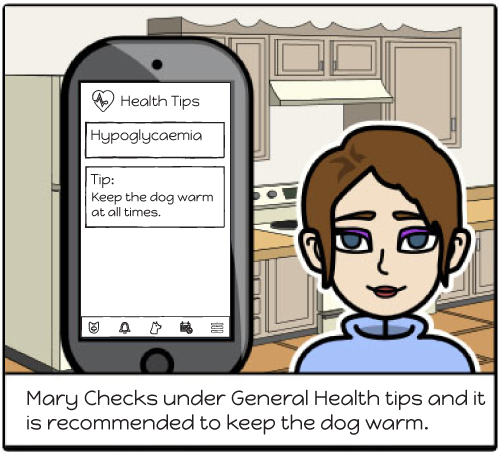 Health Tips
Hypoglycaemia
Tip:
Keep the dog warm
at all times.
Mary Checks under General Health tips and it
is recommended to keep the dog warm.